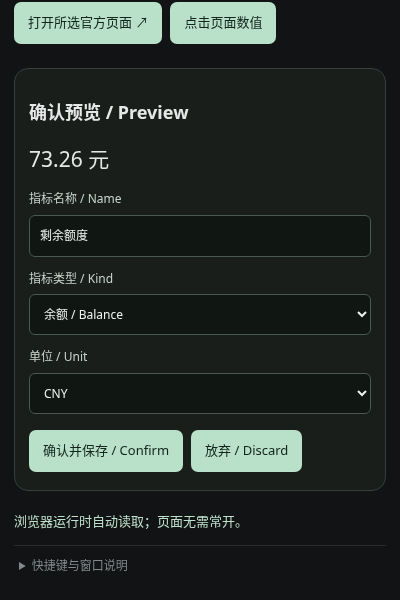 打开所选官方页面 ↗
点击页面数值
确认预览 / Preview
73.26 元
指标名称 / Name
剩余额度
指标类型 / Kind
余额 / Balance
单位 / Unit
CNY
确认并保存 / Confirm
放弃 / Discard
浏览器运行时自动读取；页面无需常开。
▶ 快捷键与窗口说明